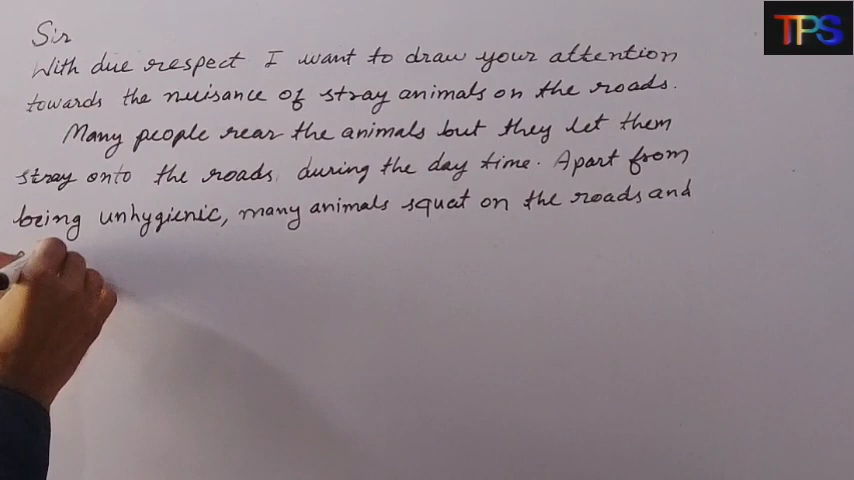 TPS
Sir
With due respect I want to draw your attention
towards the nuisance of stray animals on the roads.
Many people rear the animals but they let them
stray onto the roads, during the day time. Apart from
being unhygienic, many animals squat on the roads and